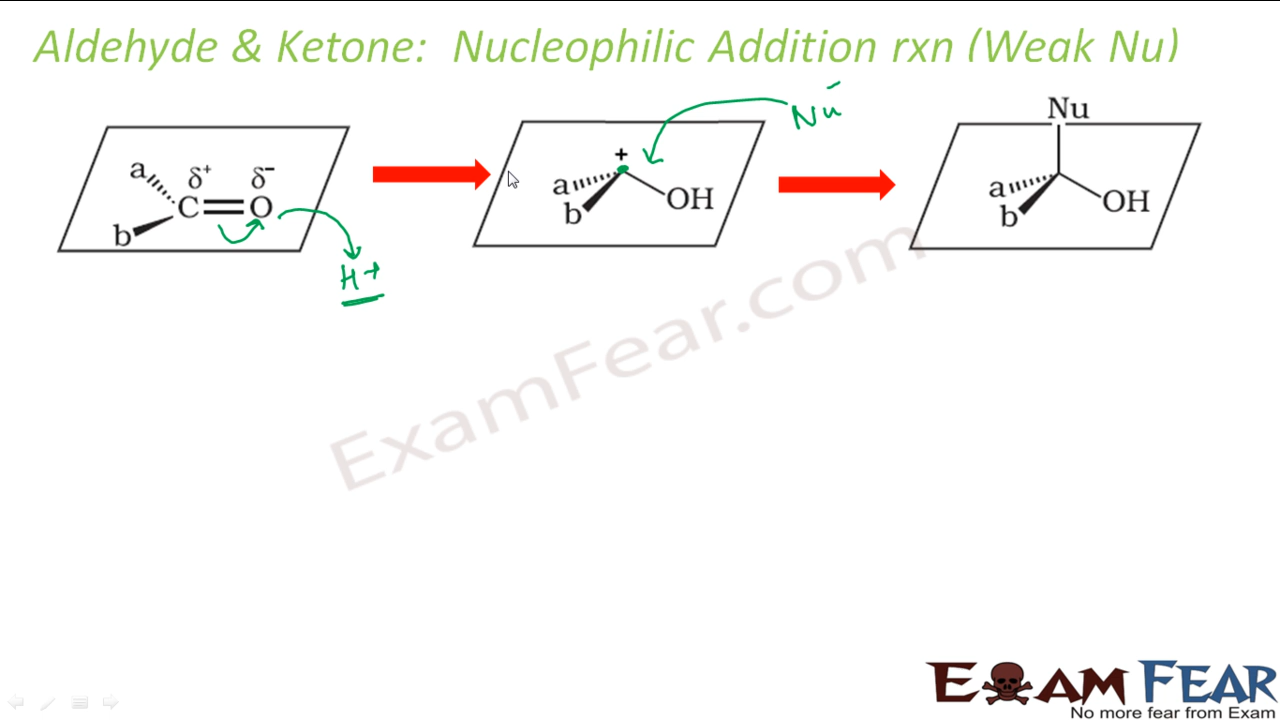 Aldehyde & Ketone: Nucleophilic Addition rxn (Weak Nu)
a
δ+
δ-
C=O
b
H+
+
Nu-
a
b
OH
Nu
a
b
OH
ExamFear.com
EXAM FEAR
No more fear from Exam